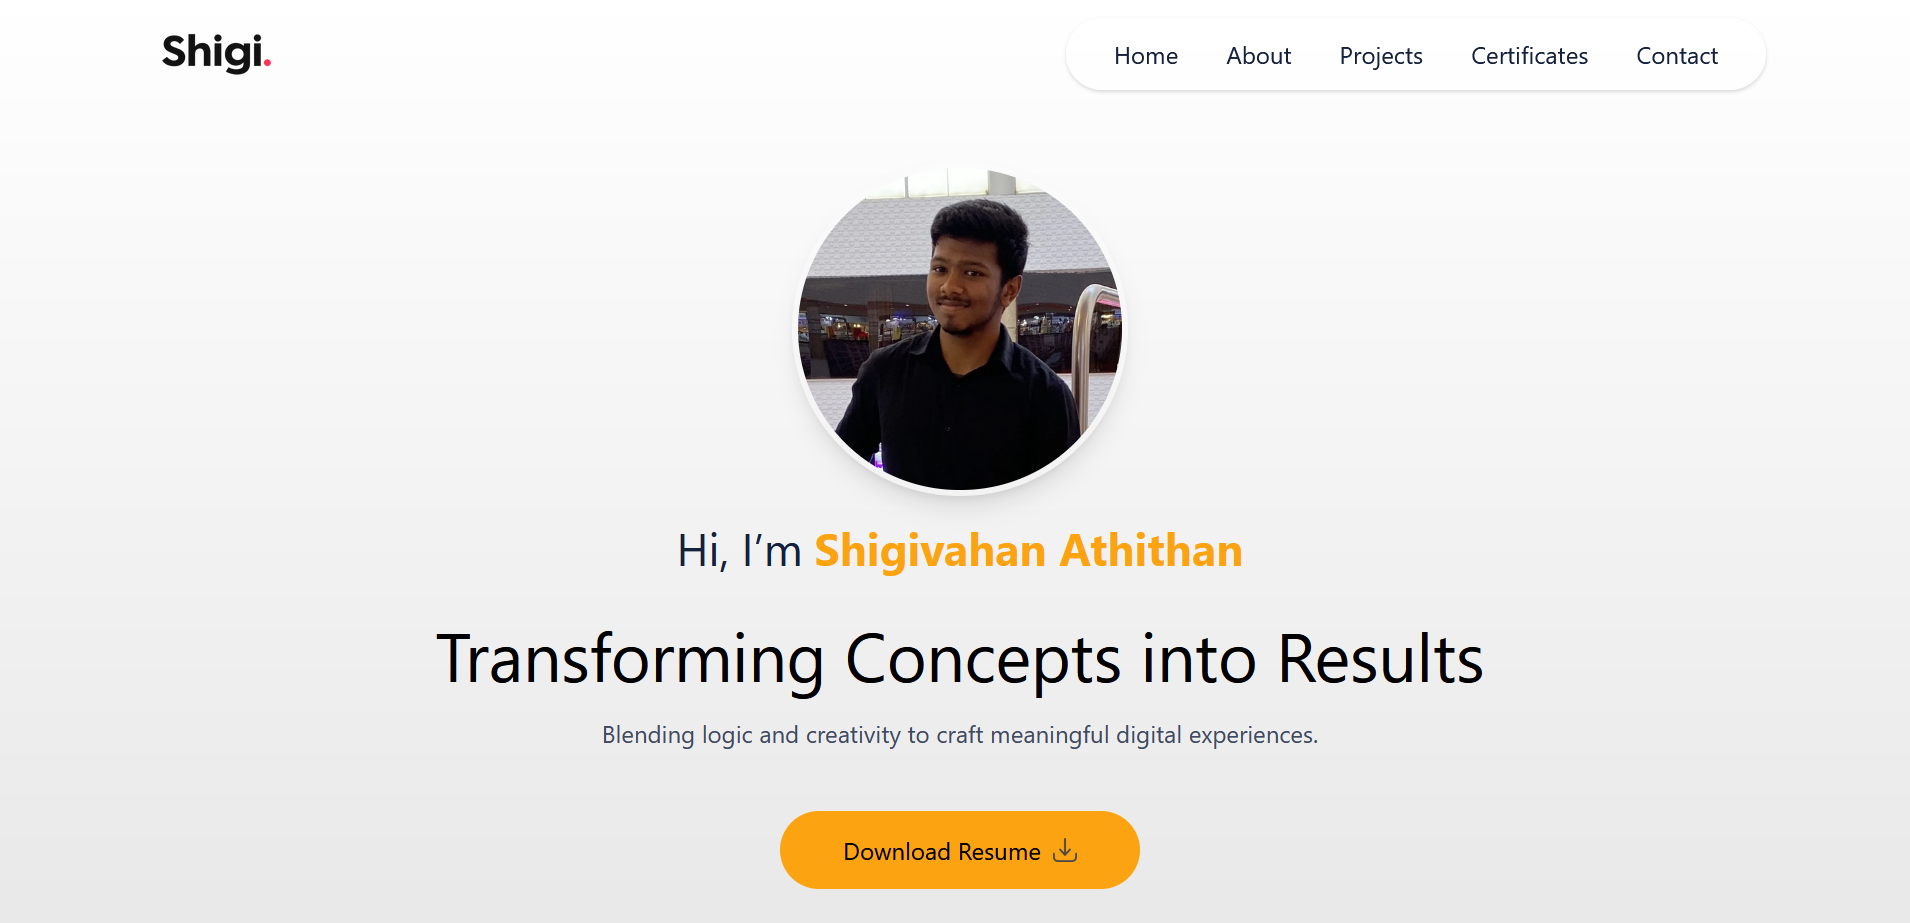 Shigi.
Home About Projects Certificates Contact
Hi, I’m Shigivahan Athithan
Transforming Concepts into Results
Blending logic and creativity to craft meaningful digital experiences.
Download Resume